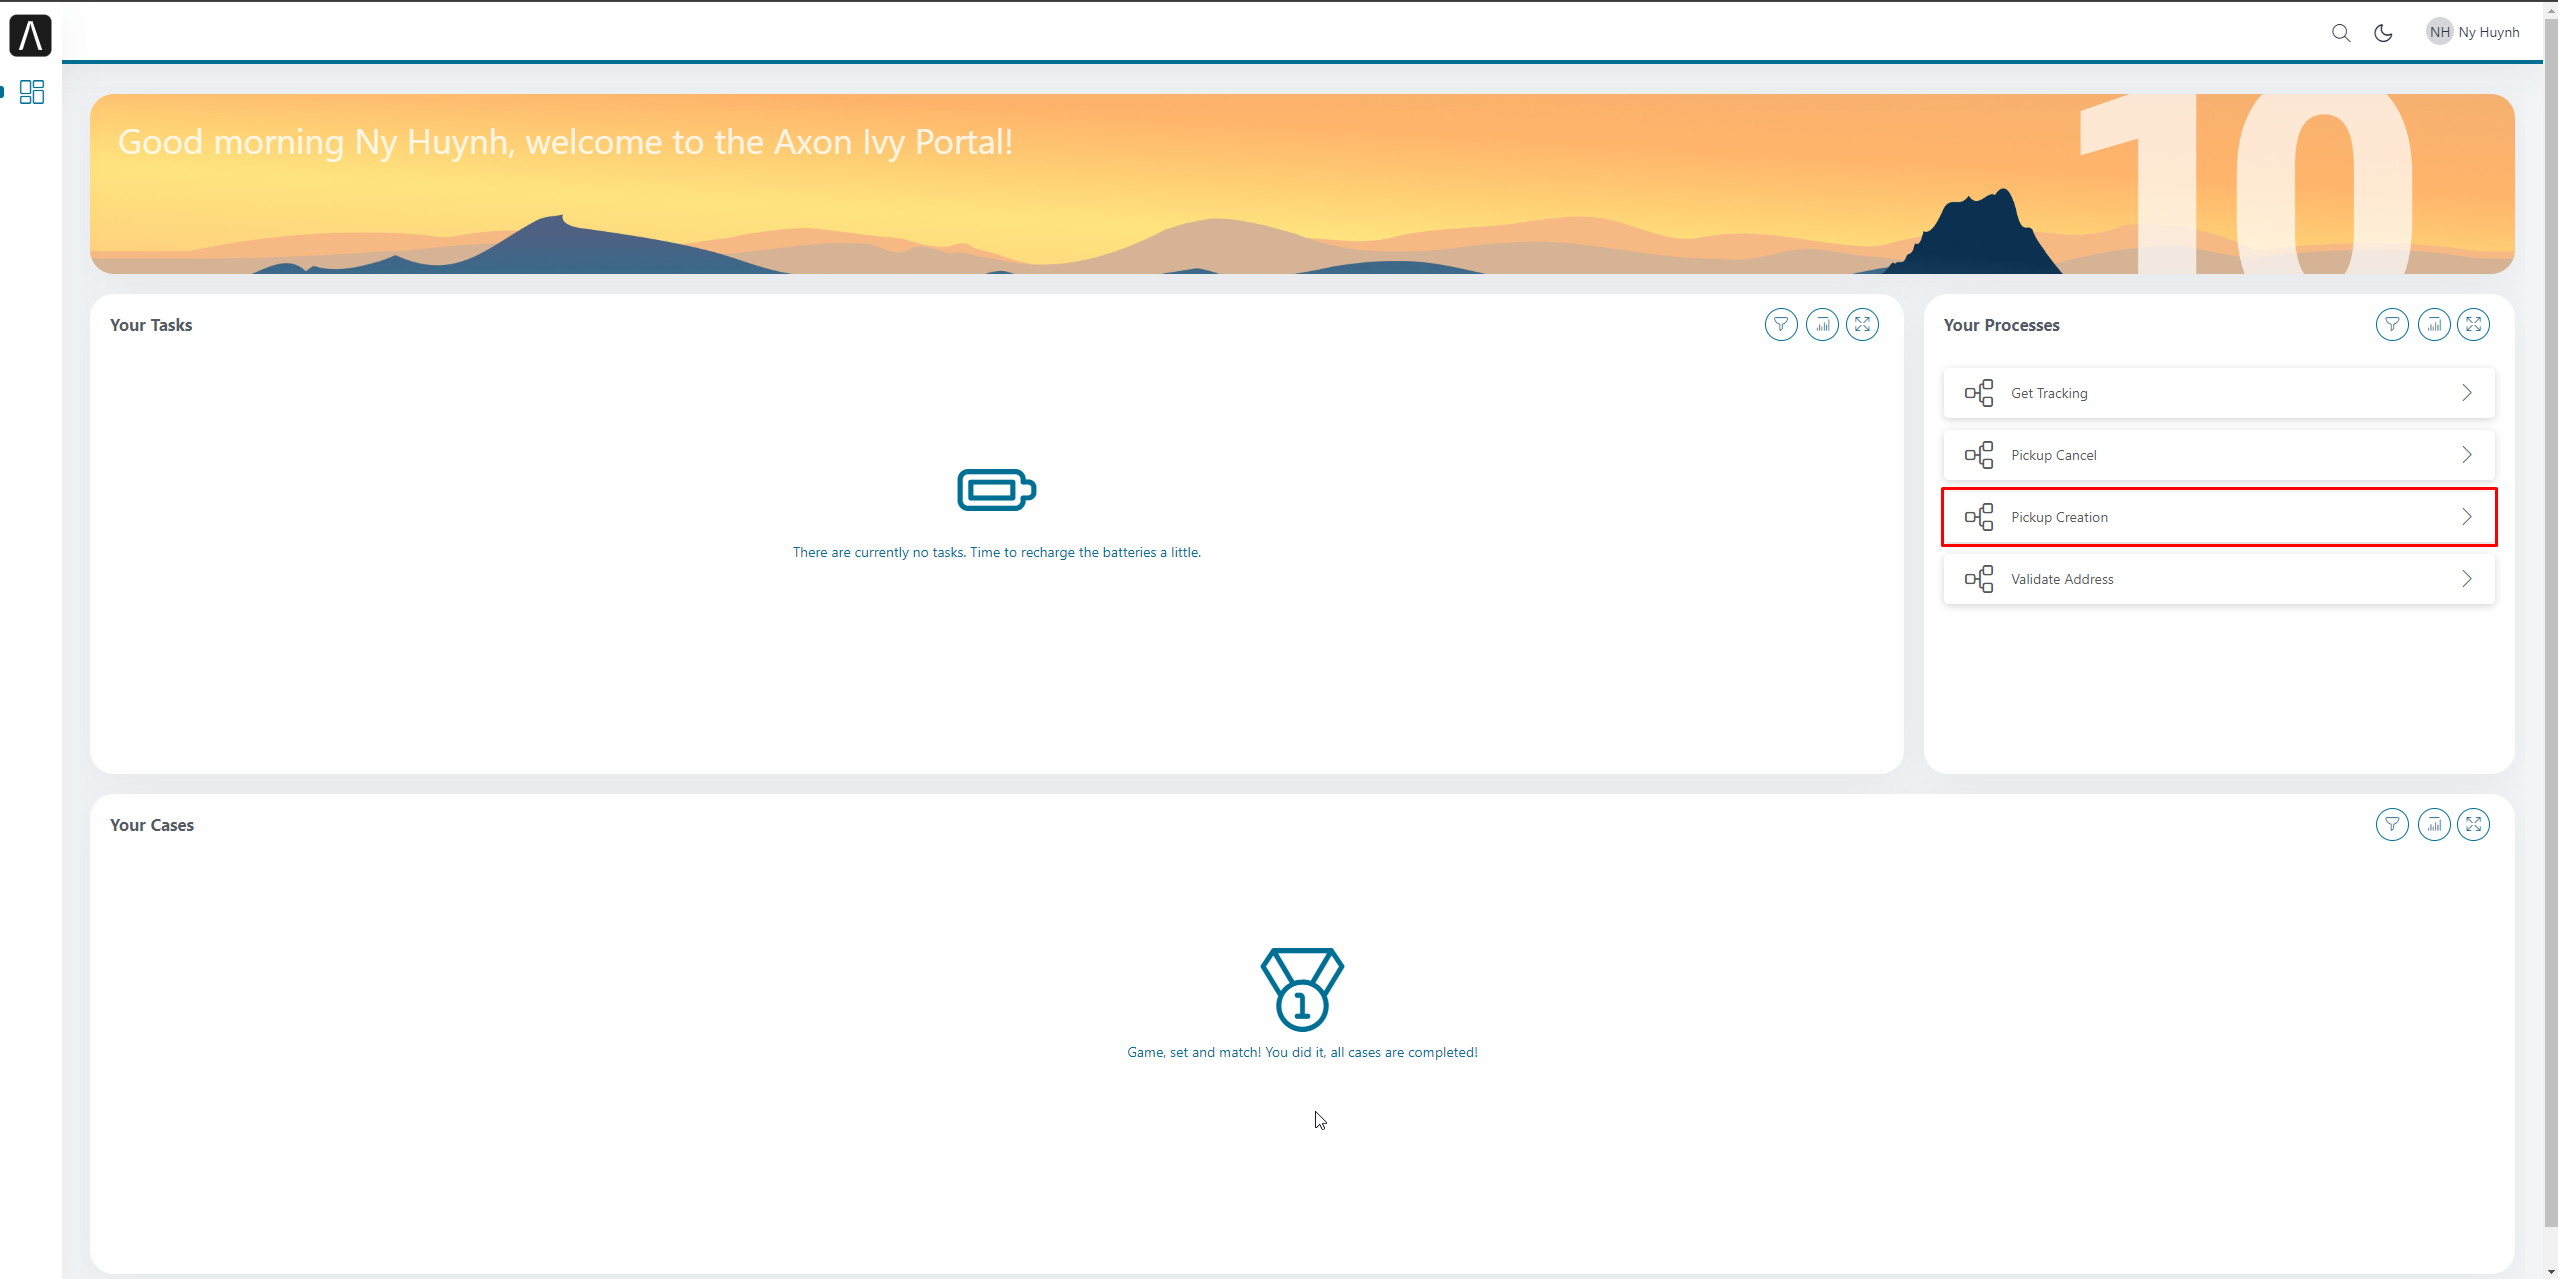 NH Ny Huynh
Good morning Ny Huynh, welcome to the Axon Ivy Portal!
10
Your Tasks
There are currently no tasks. Time to recharge the batteries a little.
Your Processes
Get Tracking
Pickup Cancel
Pickup Creation
Validate Address
Your Cases
1
Game, set and match! You did it, all cases are completed!